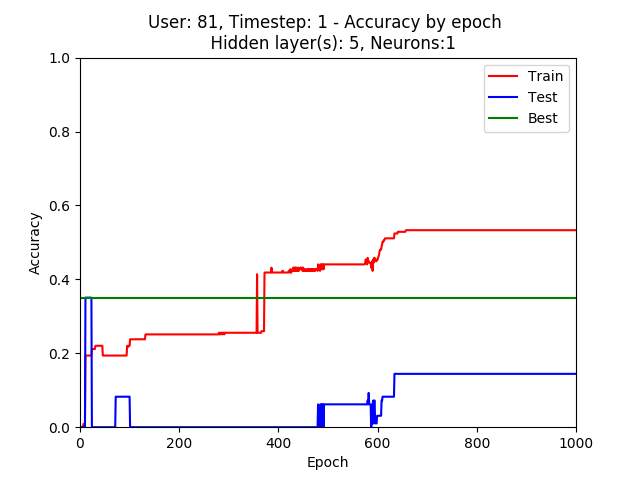 User: 81, Timestep: 1 - Accuracy by epoch
Hidden layer(s): 5, Neurons:1
Train
Test
Best
Accuracy
1.0
0.8
0.6
0.4
0.2
0.0
0 200 400 600 800 1000
Epoch